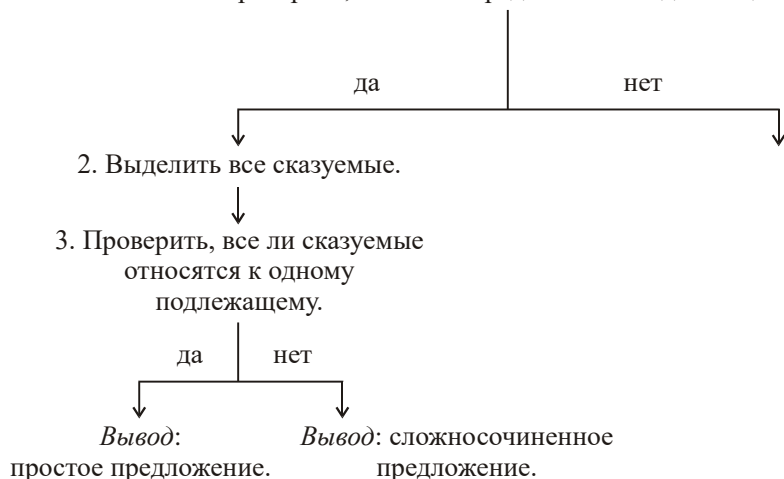 да
нет
2. Выделить все сказуемые.
3. Проверить, все ли сказуемые
относятся к одному
подлежащему.
да
нет
Вывод:
простое предложение.
Вывод: сложносочиненное
предложение.